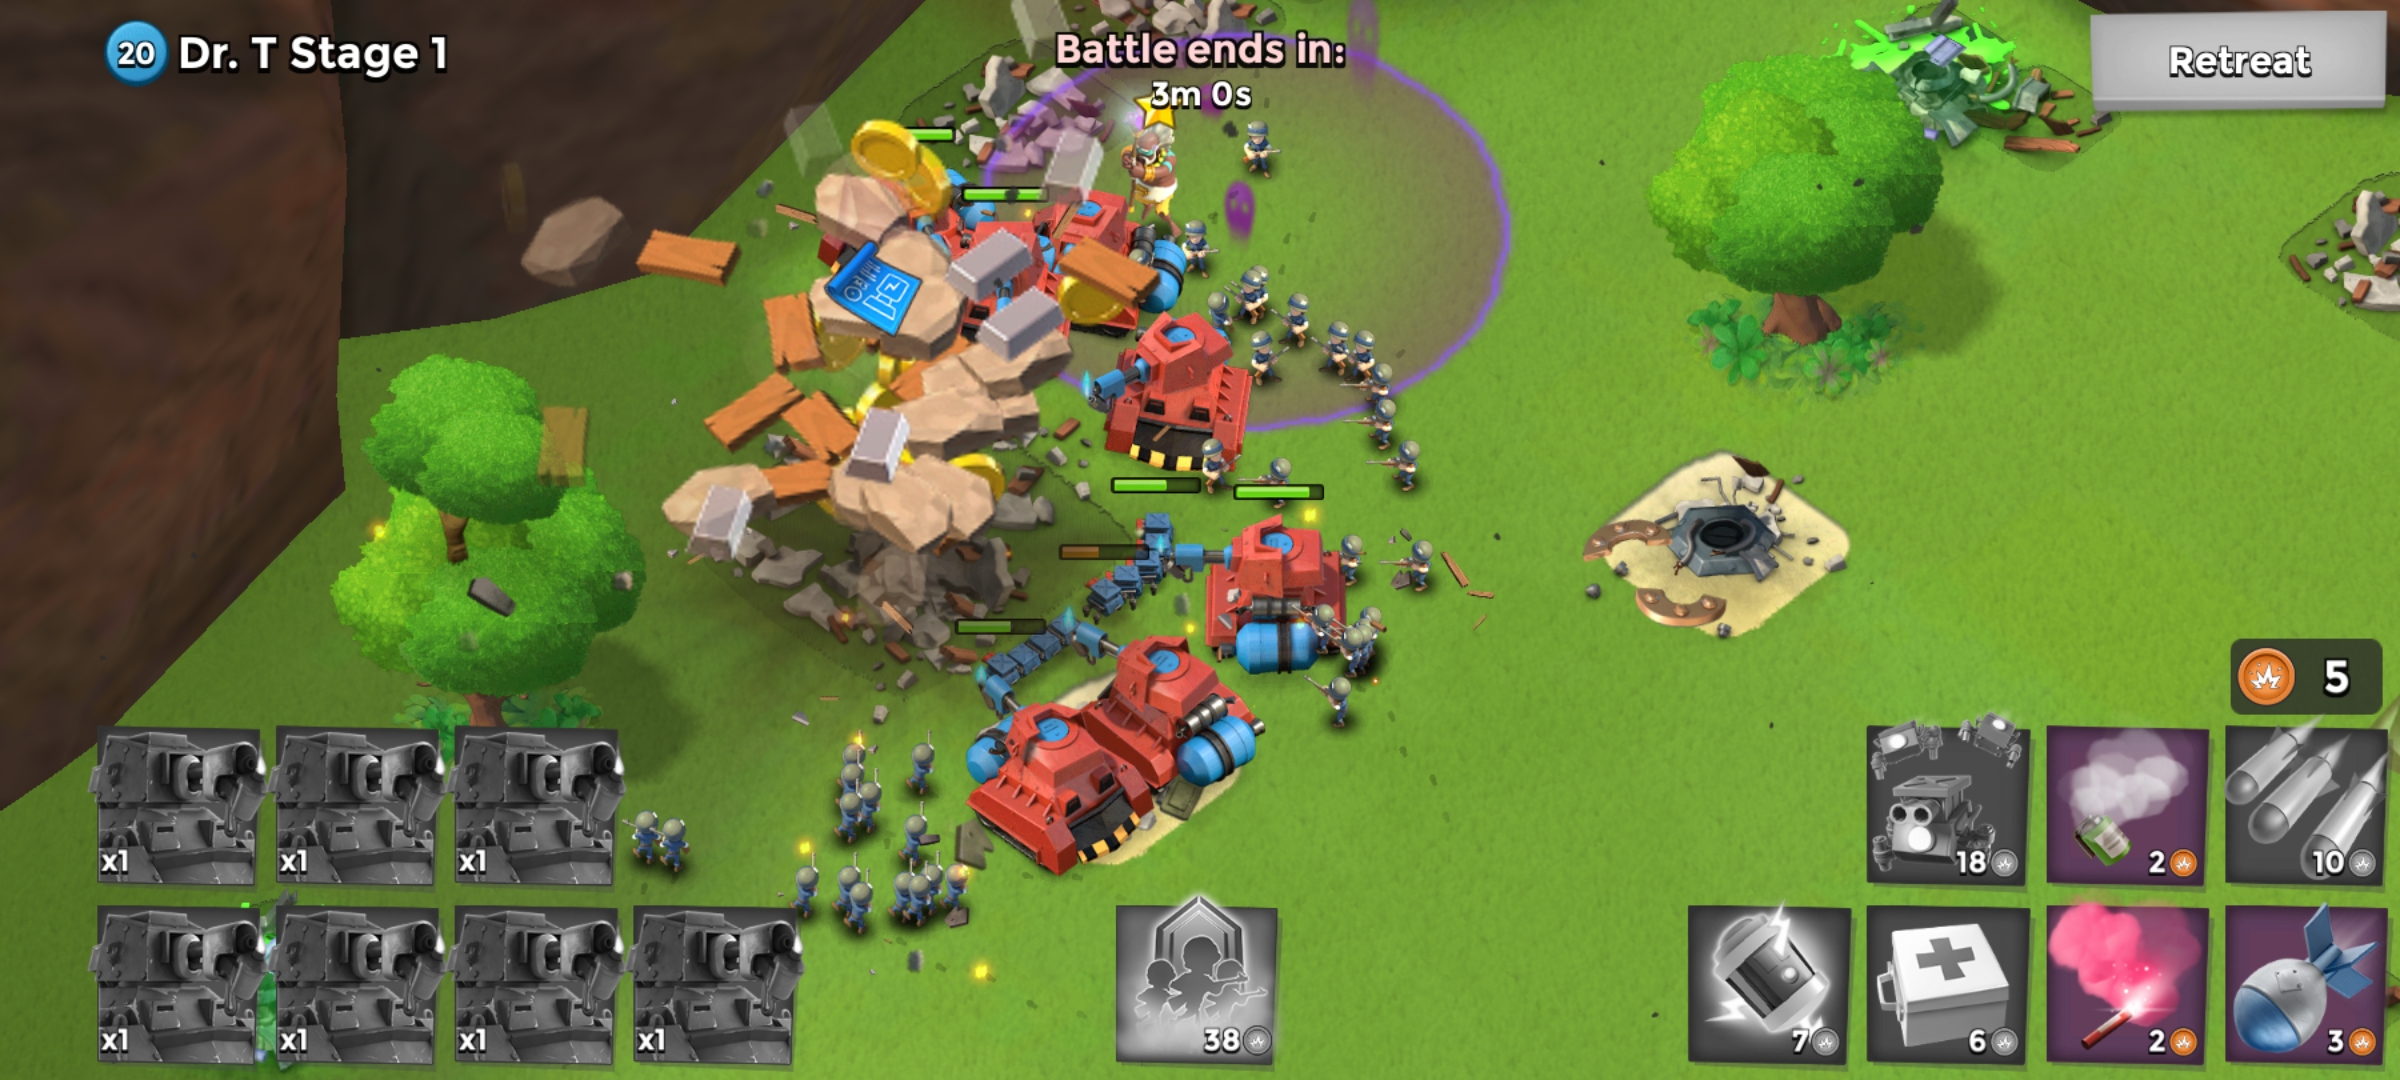 20 Dr. T Stage 1
Battle ends in:
3m 0s
Retreat
5
x1 x1 x1
18 2 10
x1 x1 x1 x1
38
7 6 2 3